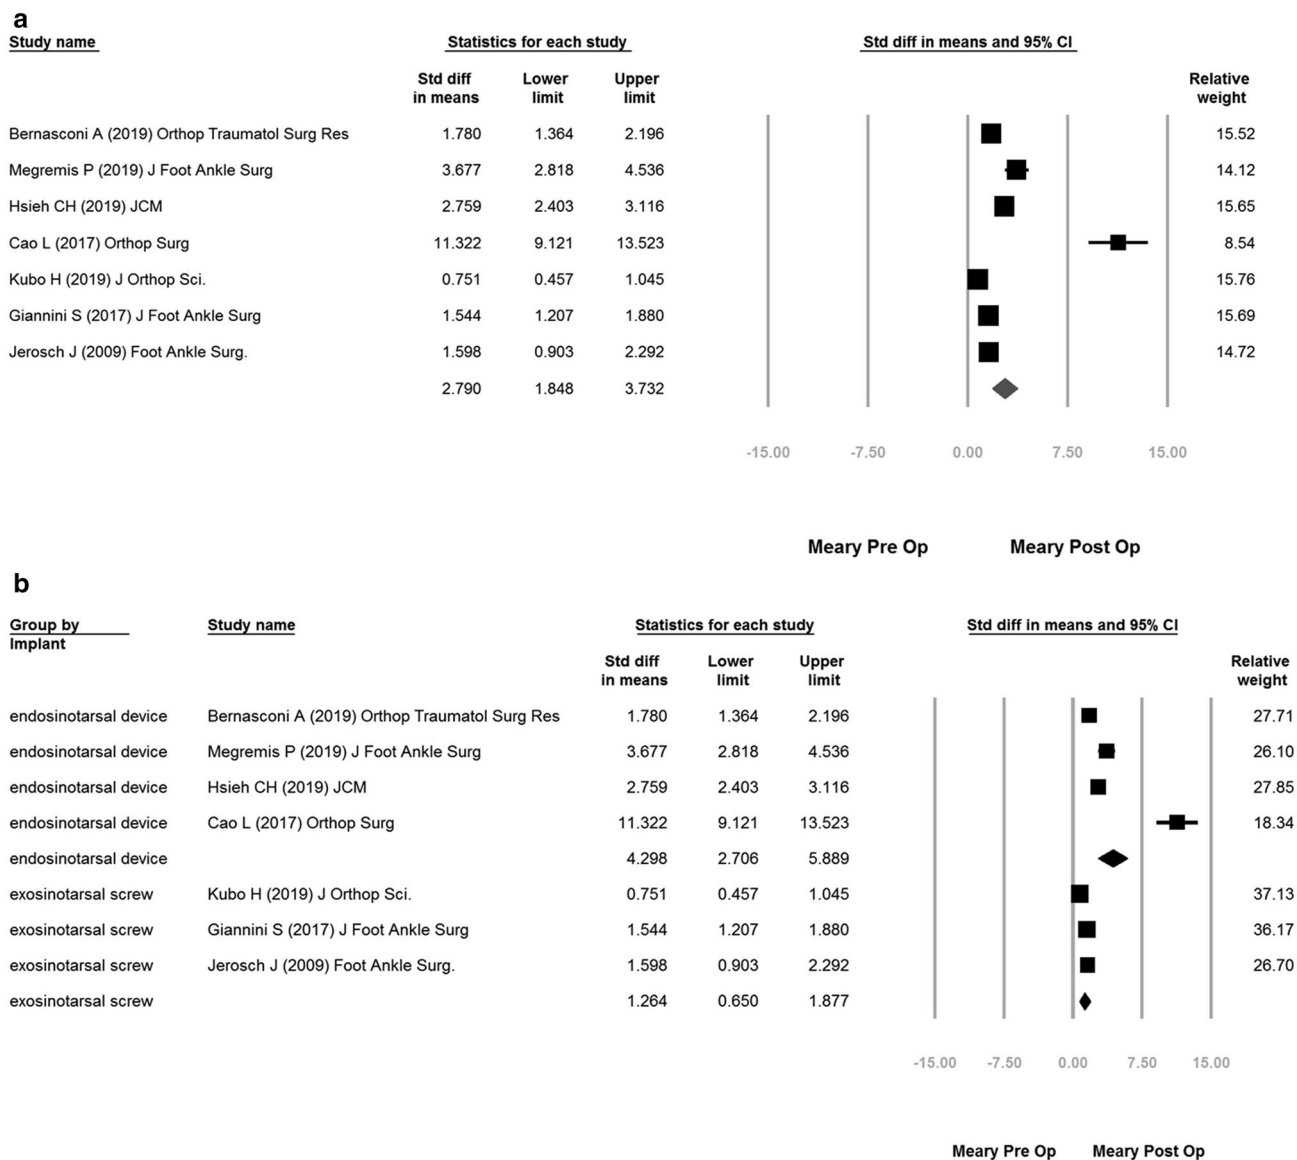 a
Study name Statistics for each study Std diff in means and 95% CI
Std diff in means Lower limit Upper limit Relative weight
Bernasconi A (2019) Orthop Traumatol Surg Res 1.780 1.364 2.196 15.52
Megremis P (2019) J Foot Ankle Surg 3.677 2.818 4.536 14.12
Hsieh CH (2019) JCM 2.759 2.403 3.116 15.65
Cao L (2017) Orthop Surg 11.322 9.121 13.523 8.54
Kubo H (2019) J Orthop Sci. 0.751 0.457 1.045 15.76
Giannini S (2017) J Foot Ankle Surg 1.544 1.207 1.880 15.69
Jerosch J (2009) Foot Ankle Surg. 1.598 0.903 2.292 14.72
2.790 1.848 3.732
-15.00 -7.50 0.00 7.50 15.00
Meary Pre Op Meary Post Op
b
Group by Implant Study name Statistics for each study Std diff in means and 95% CI
Std diff in means Lower limit Upper limit Relative weight
endosinotarsal device Bernasconi A (2019) Orthop Traumatol Surg Res 1.780 1.364 2.196 27.71
endosinotarsal device Megremis P (2019) J Foot Ankle Surg 3.677 2.818 4.536 26.10
endosinotarsal device Hsieh CH (2019) JCM 2.759 2.403 3.116 27.85
endosinotarsal device Cao L (2017) Orthop Surg 11.322 9.121 13.523 18.34
endosinotarsal device 4.298 2.706 5.889
exosinotarsal screw Kubo H (2019) J Orthop Sci. 0.751 0.457 1.045 37.13
exosinotarsal screw Giannini S (2017) J Foot Ankle Surg 1.544 1.207 1.880 36.17
exosinotarsal screw Jerosch J (2009) Foot Ankle Surg. 1.598 0.903 2.292 26.70
exosinotarsal screw 1.264 0.650 1.877
-15.00 -7.50 0.00 7.50 15.00
Meary Pre Op Meary Post Op